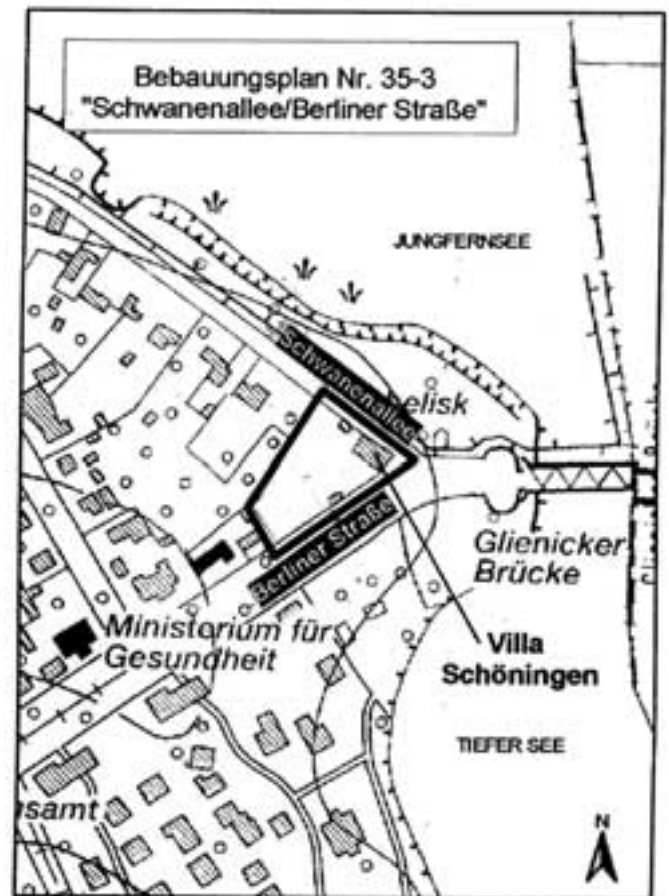 Bebauungsplan Nr. 35-3
"Schwanenallee/Berliner Straße"
JUNGFERNSEE
Schwanenallee
elisk
Berliner Straße
Glienicker
Brücke
Ministerium für
Gesundheit
Villa
Schöningen
TIEFER SEE
samt
N